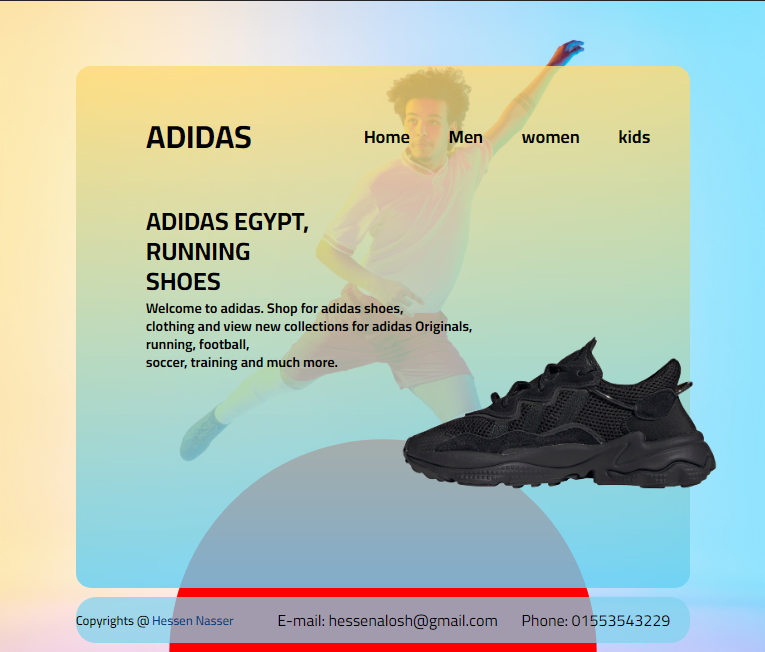 ADIDAS
Home Men women kids
ADIDAS EGYPT,
RUNNING
SHOES
Welcome to adidas. Shop for adidas shoes,
clothing and view new collections for adidas Originals,
running, football,
soccer, training and much more.
Copyrights @ Hessen Nasser E-mail: hessenalosh@gmail.com Phone: 01553543229